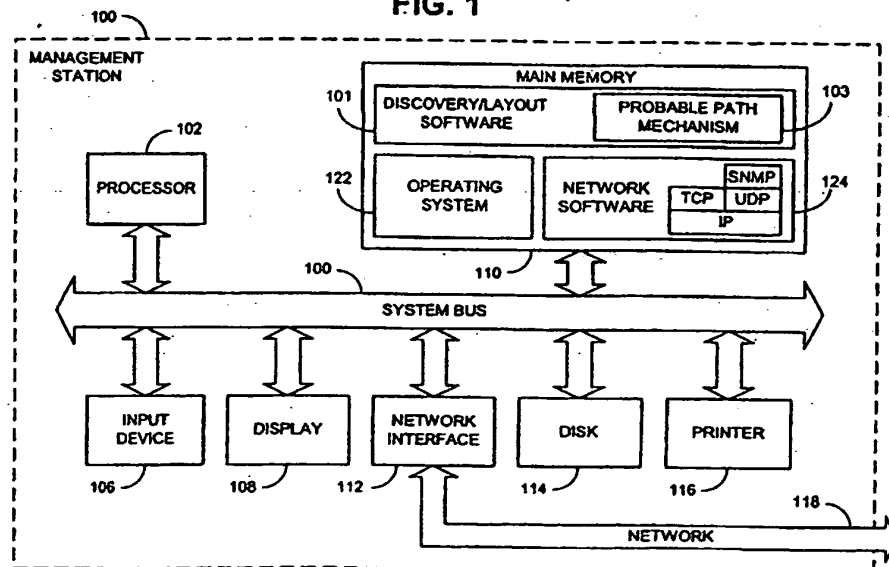 FIG. 1
100
MANAGEMENT
STATION
MAIN MEMORY
101
DISCOVERY/LAYOUT
SOFTWARE
PROBABLE PATH
MECHANISM
103
102
PROCESSOR
122
OPERATING
SYSTEM
NETWORK
SOFTWARE
SNMP
TCP
UDP
IP
124
110
100
SYSTEM BUS
INPUT
DEVICE
DISPLAY
NETWORK
INTERFACE
DISK
PRINTER
106
108
112
114
116
118
NETWORK